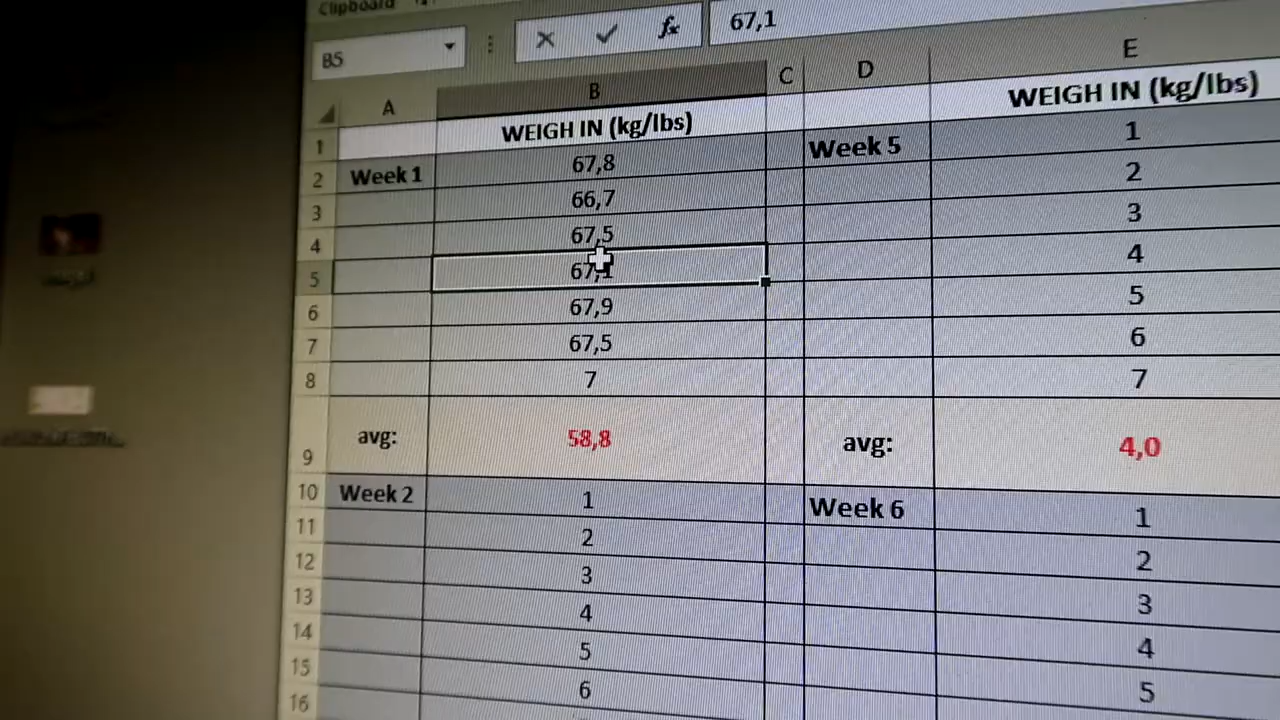 Clipboard
B5 67,1
A B C D E
1 WEIGH IN (kg/lbs) WEIGH IN (kg/lbs)
2 Week 1 67,8 Week 5 1
3 66,7 2
4 67,5 3
5 67,1 4
6 67,9 5
7 67,5 6
8 7 7
9 avg: 58,8 avg: 4,0
10 Week 2 1 Week 6 1
11 2 2
12 3 3
13 4 4
14 5 5
15 6
16